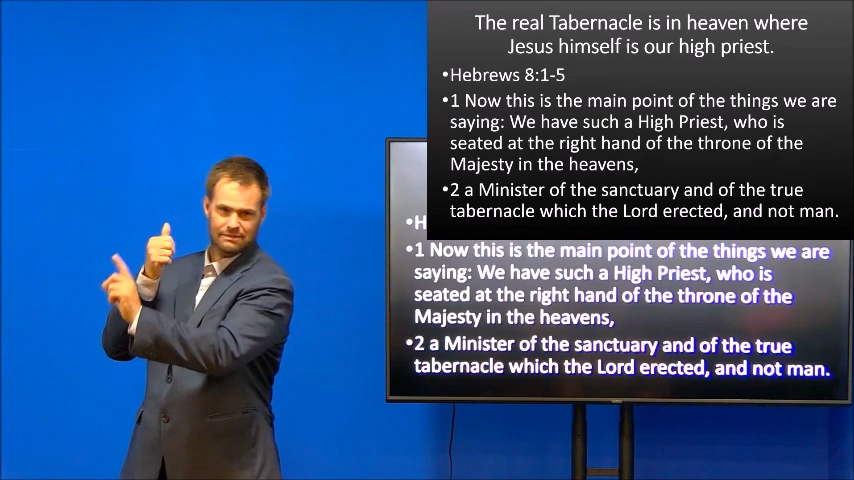 The real Tabernacle is in heaven where
Jesus himself is our high priest.
•Hebrews 8:1-5
•1 Now this is the main point of the things we are
saying: We have such a High Priest, who is
seated at the right hand of the throne of the
Majesty in the heavens,
•2 a Minister of the sanctuary and of the true
tabernacle which the Lord erected, and not man.
•H
•1 Now this is the main point of the things we are
saying: We have such a High Priest, who is
seated at the right hand of the throne of the
Majesty in the heavens,
•2 a Minister of the sanctuary and of the true
tabernacle which the Lord erected, and not man.